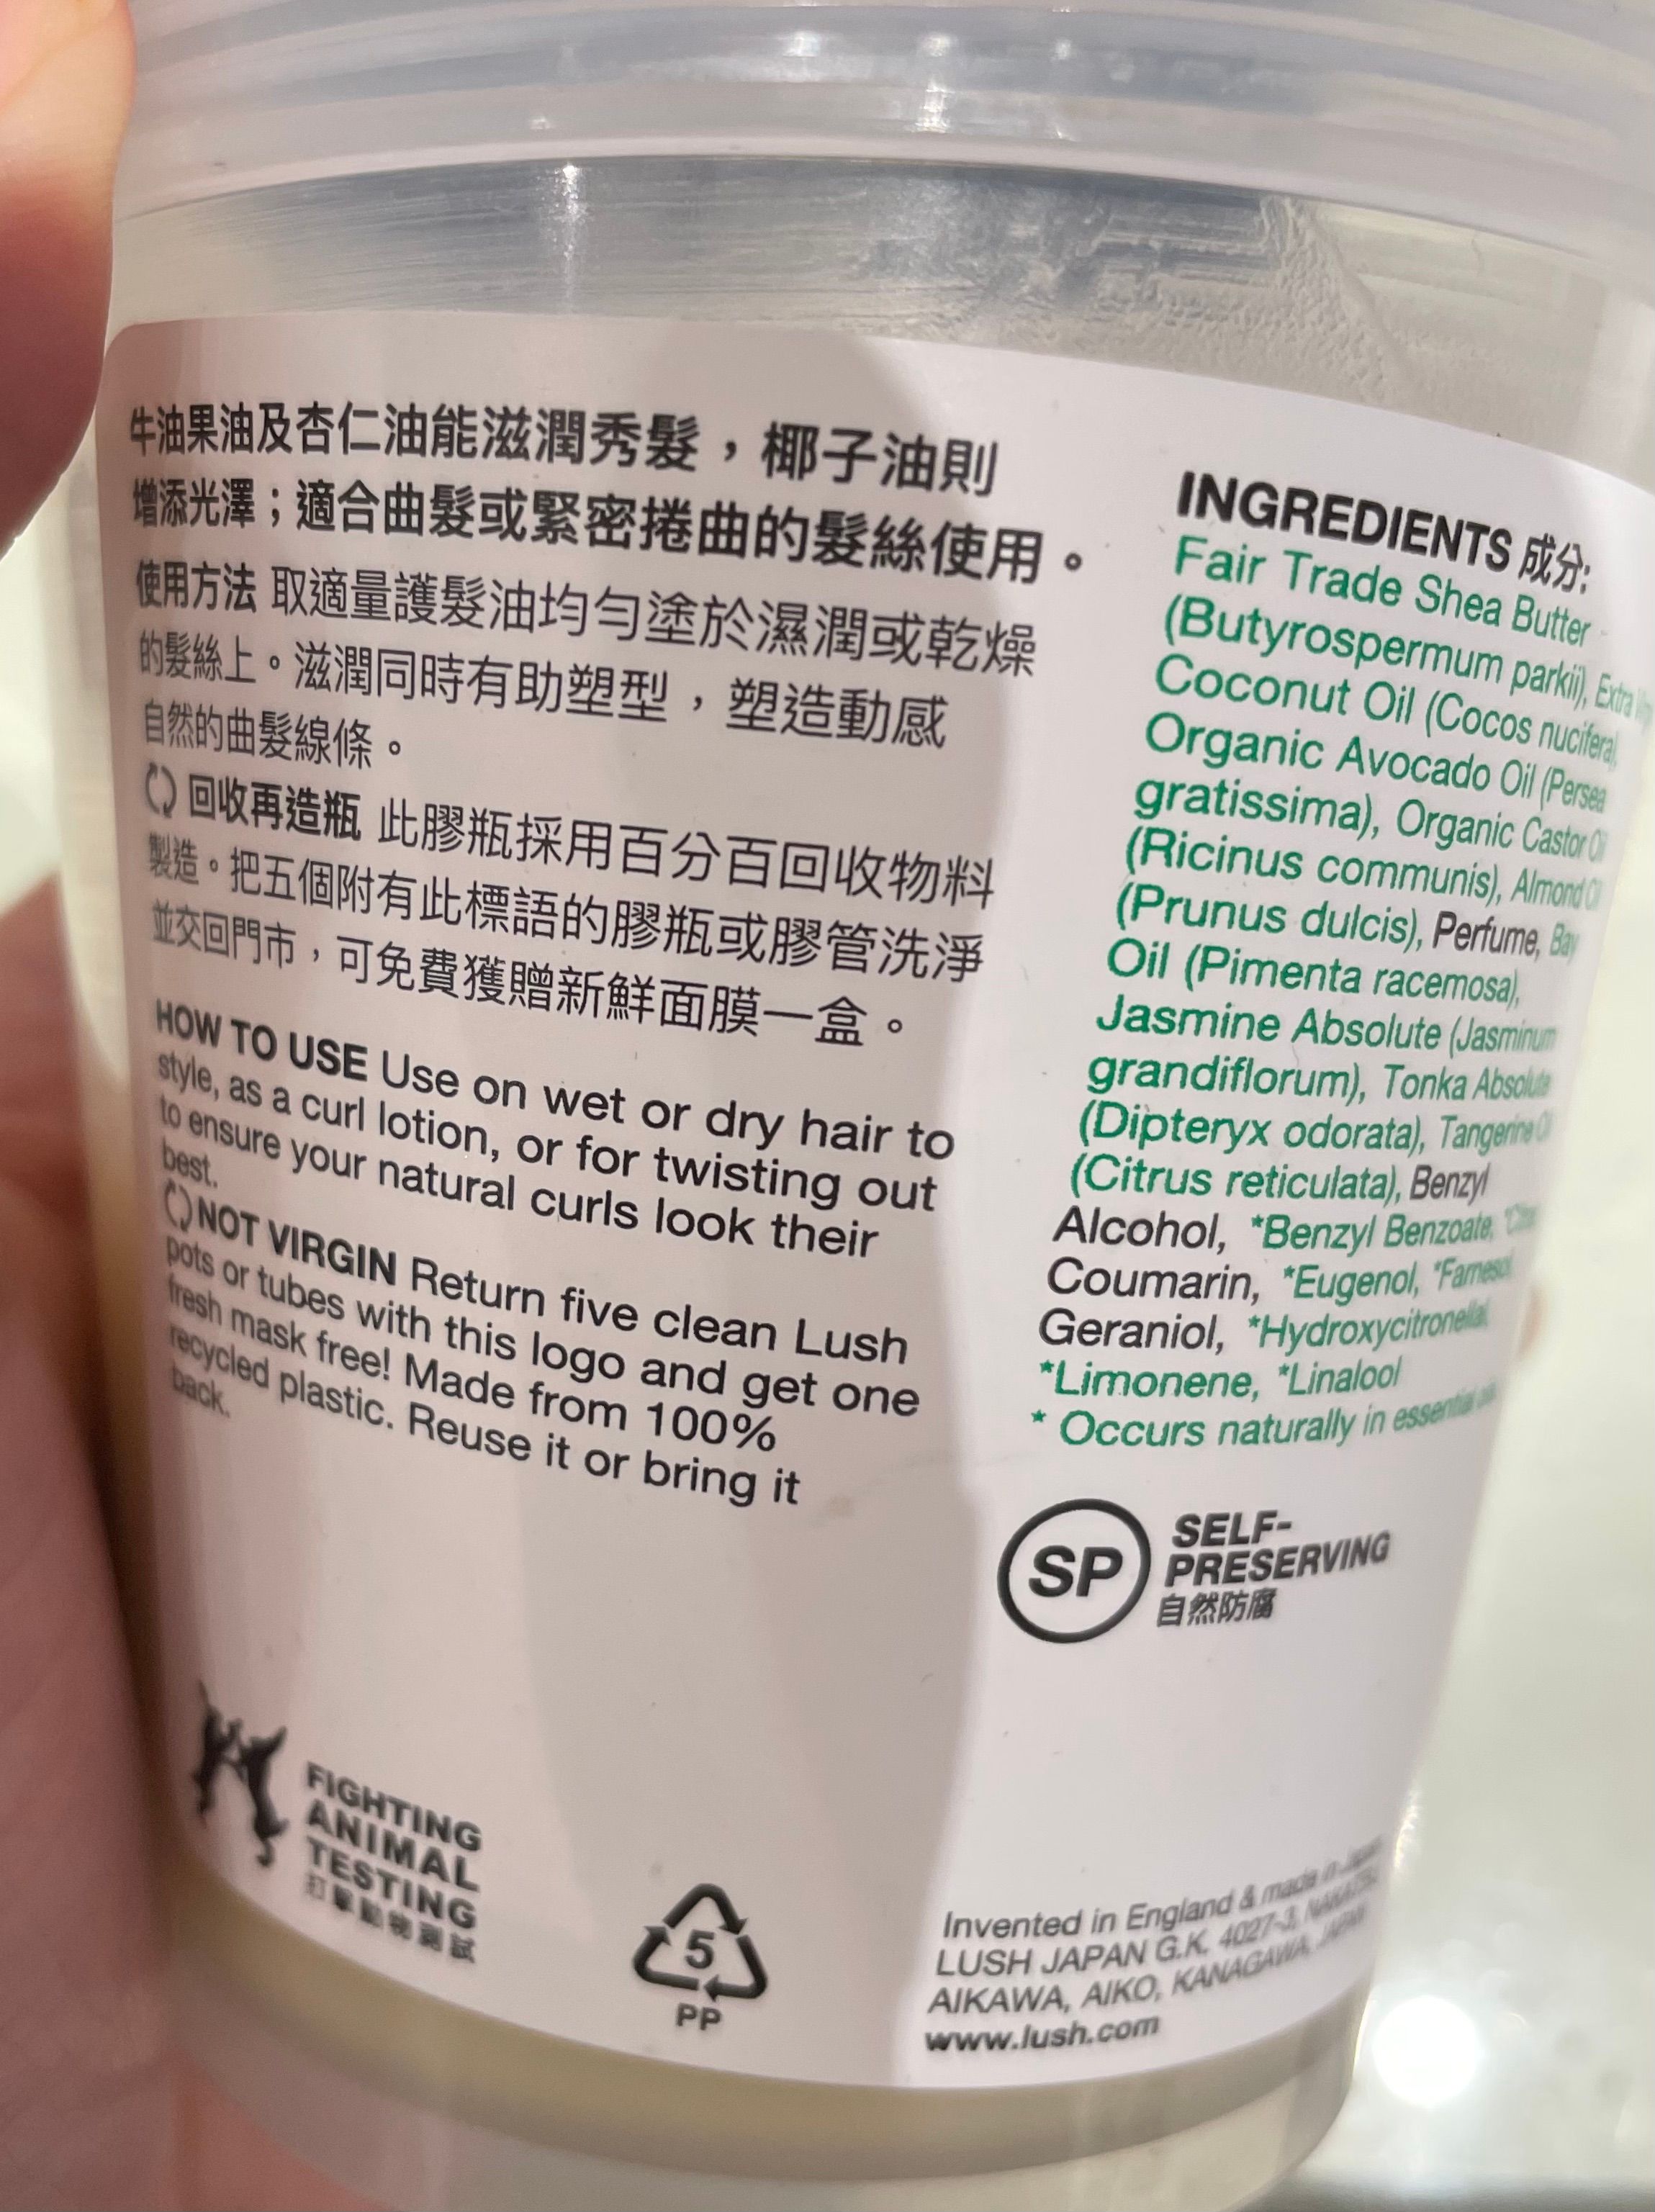 牛油果油及杏仁油能滋潤秀髮，椰子油則
增添光澤；適合曲髮或緊密捲曲的髮絲使用。
使用方法 取適量護髮油均勻塗於濕潤或乾燥
的髮絲上。滋潤同時有助塑型，塑造動感
自然的曲髮線條。
回收再造瓶 此膠瓶採用百分百回收物料
製造。把五個附有此標語的膠瓶或膠管洗淨
並交回門市，可免費獲贈新鮮面膜一盒。
HOW TO USE Use on wet or dry hair to
style, as a curl lotion, or for twisting out
to ensure your natural curls look their
best.
NOT VIRGIN Return five clean Lush
pots or tubes with this logo and get one
fresh mask free! Made from 100%
recycled plastic. Reuse it or bring it
back.
FIGHTING
ANIMAL
TESTING
打擊動物測試
5
PP
INGREDIENTS 成分:
Fair Trade Shea Butter
(Butyrospermum parkii), Extra
Coconut Oil (Cocos nucifera),
Organic Avocado Oil (Persea
gratissima), Organic Castor Oil
(Ricinus communis), Almond Oil
(Prunus dulcis), Perfume, Bay
Oil (Pimenta racemosa),
Jasmine Absolute (Jasminum
grandiflorum), Tonka Absolute
(Dipteryx odorata), Tangerine Oil
(Citrus reticulata), Benzyl
Alcohol, *Benzyl Benzoate,
Coumarin, *Eugenol, *Farnesol,
Geraniol, *Hydroxycitronellal,
*Limonene, *Linalool
* Occurs naturally in essential
SP
SELF-
PRESERVING
自然防腐
Invented in England & made in Japan
LUSH JAPAN G.K. 4027-3, NAKATSU,
AIKAWA, AIKO, KANAGAWA, JAPAN
www.lush.com